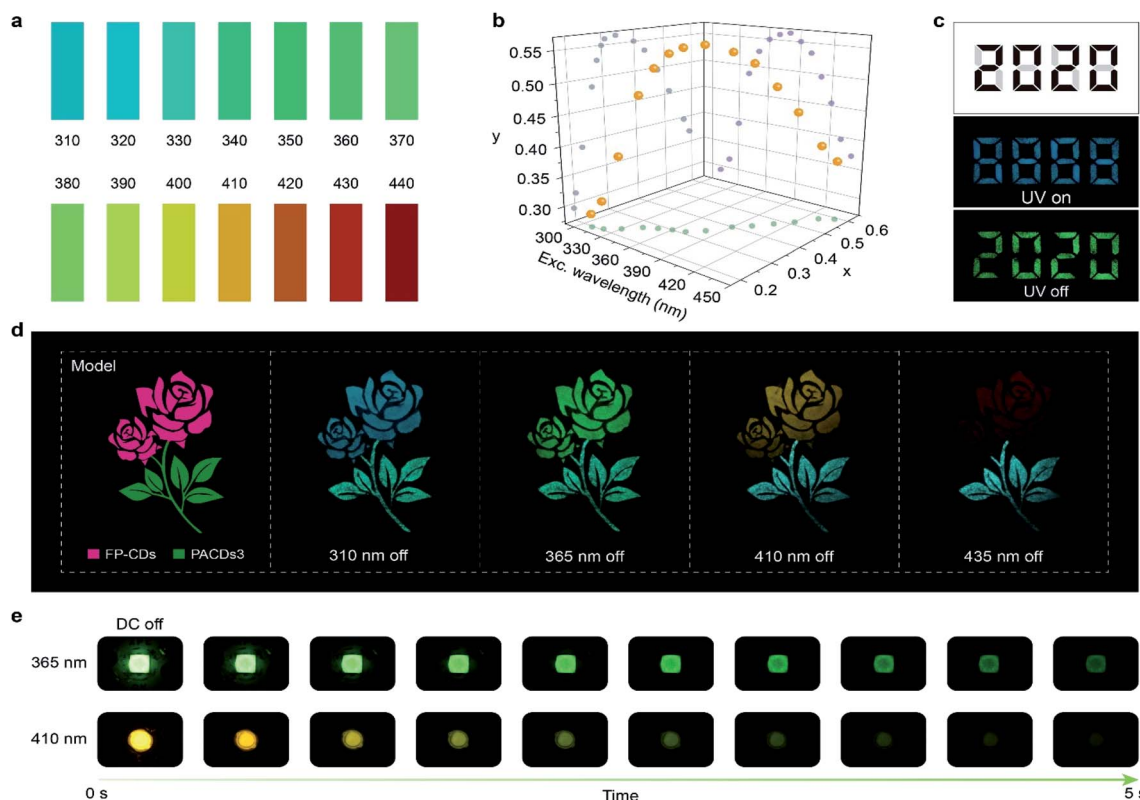 a
310 320 330 340 350 360 370
380 390 400 410 420 430 440
b
0.55
0.50
0.45
y
0.40
0.35
0.30
300
330
360
390
420
450
Exc. wavelength (nm)
0.2
0.3
0.4
0.5
0.6
x
c
2020
UV on
2020
UV off
d
Model
FP-CDs PACDs3
310 nm off
365 nm off
410 nm off
435 nm off
e
DC off
365 nm
410 nm
0 s Time 5 s